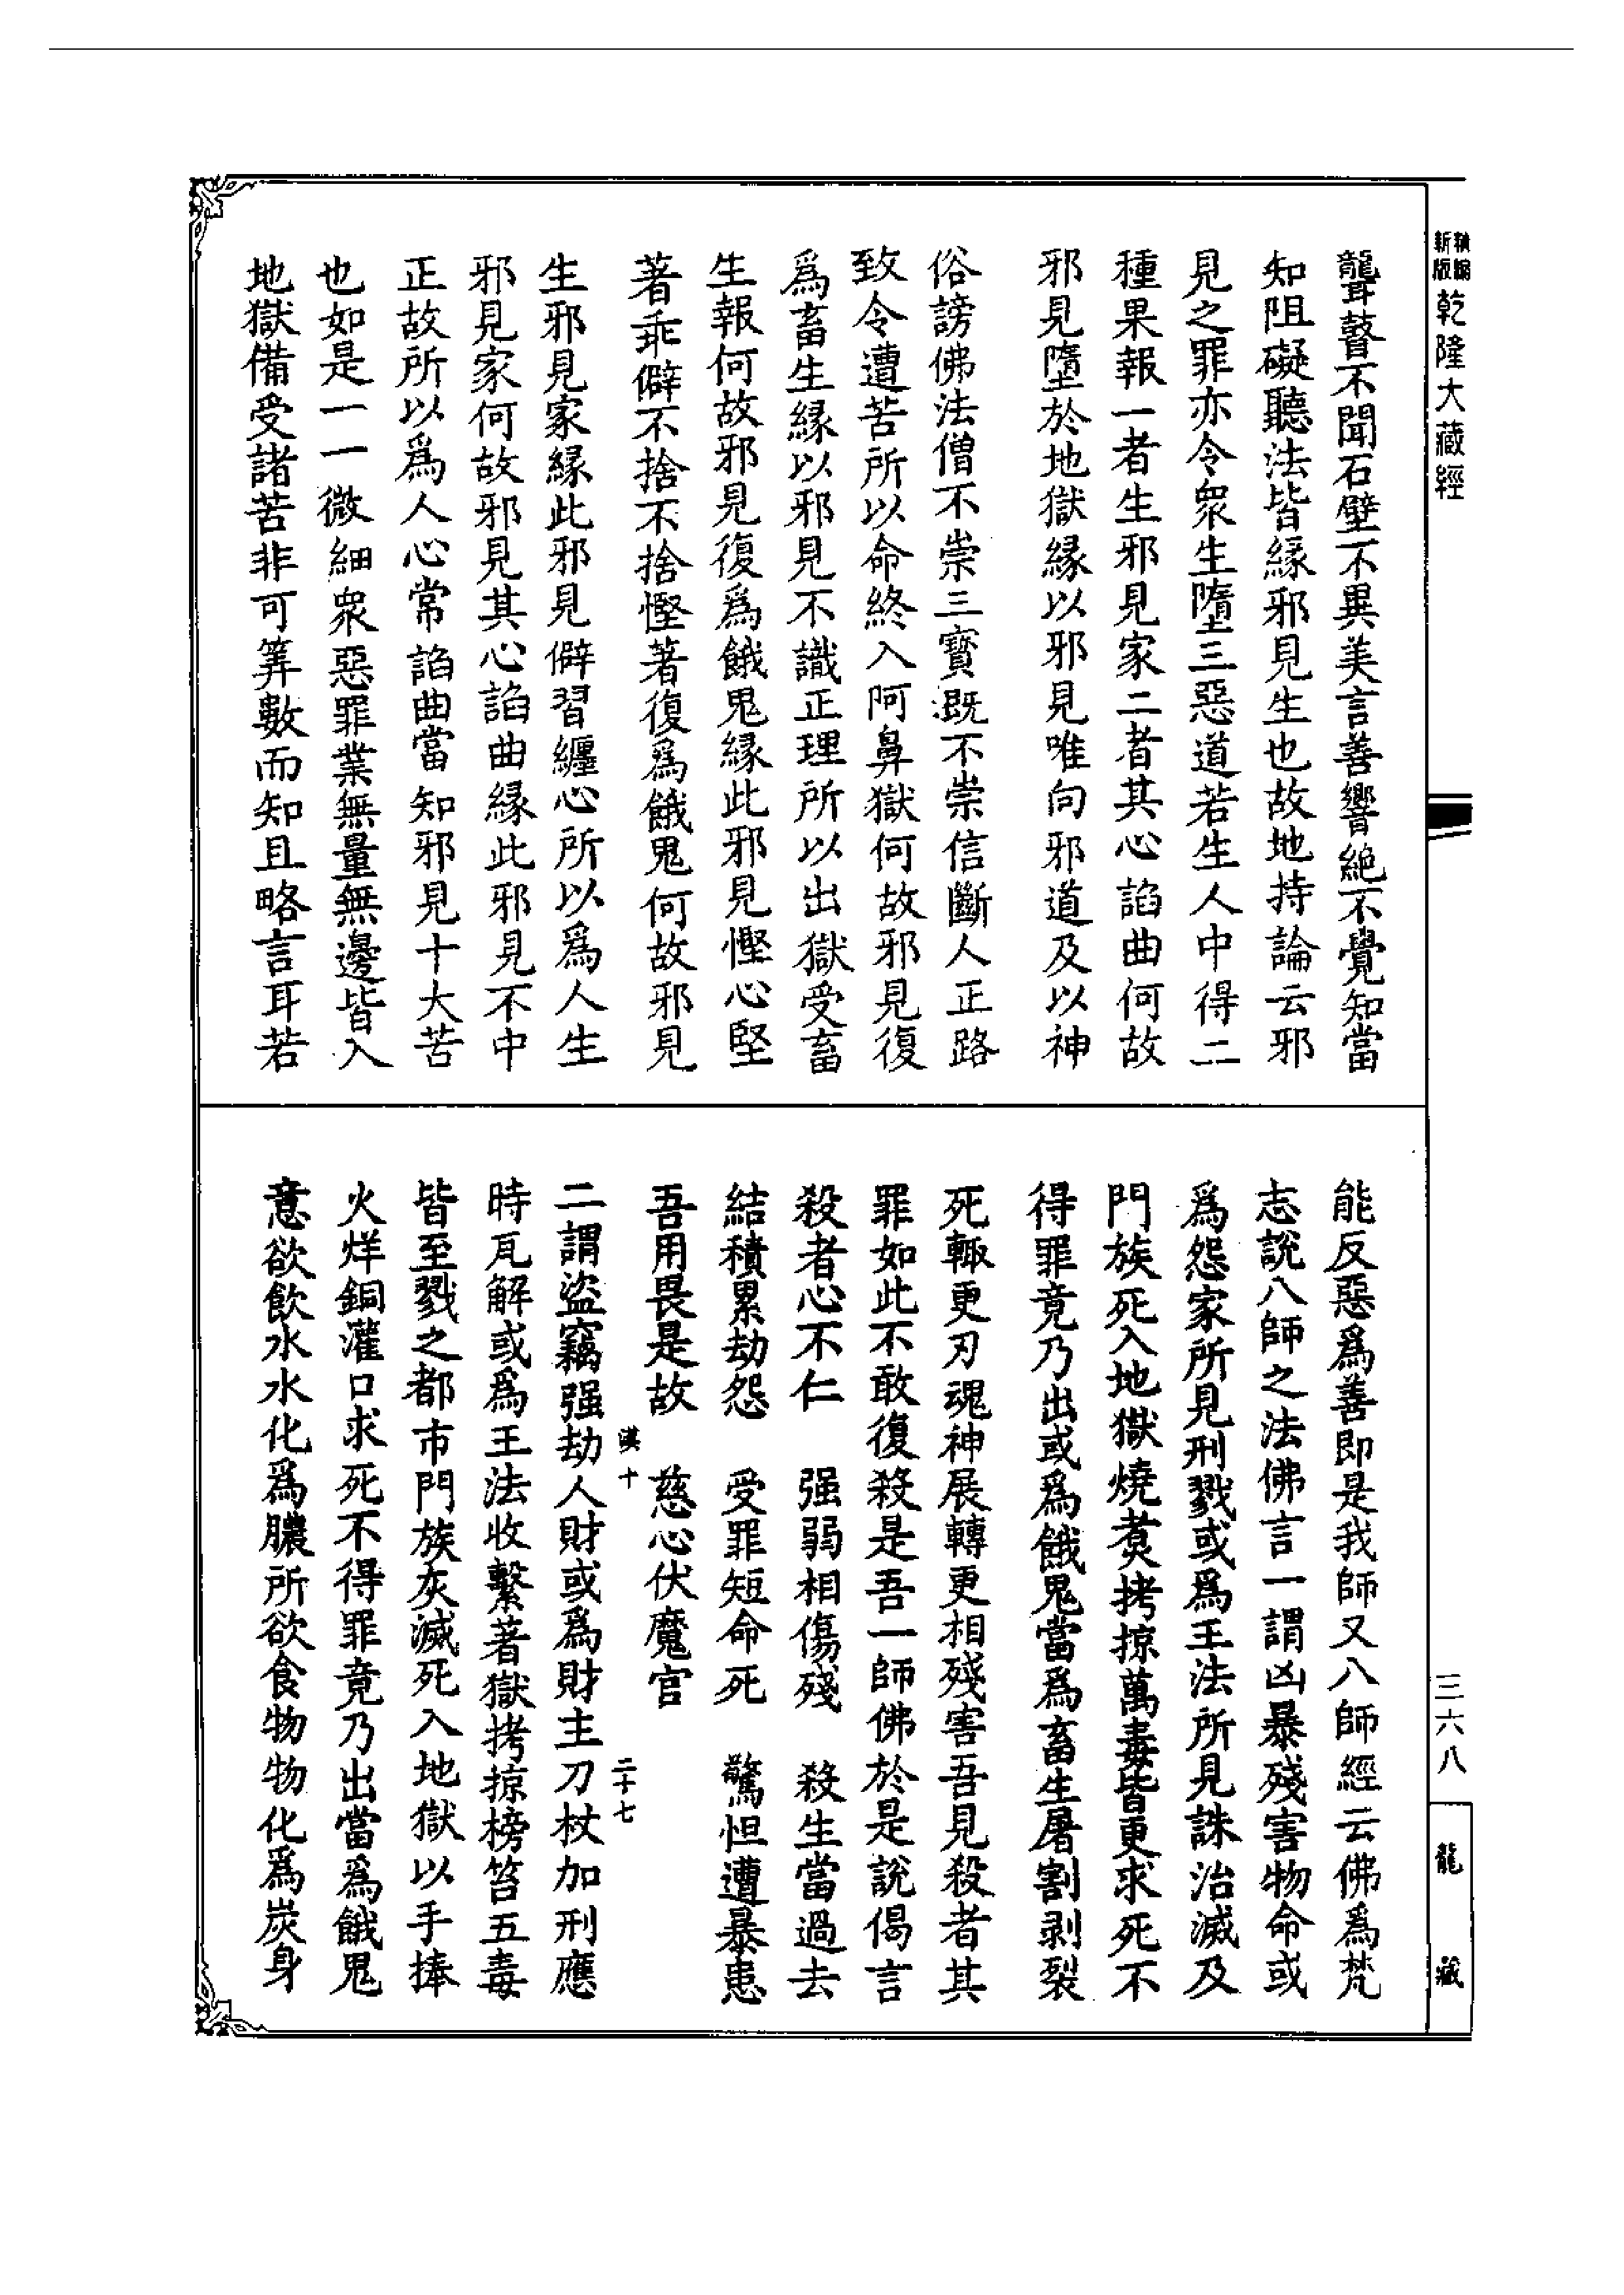 新版
乾隆大藏經
聾瞽不聞石壁不異美言善響絕不覺知當
知阻礙聽法皆緣邪見生也故地持論云邪
見之罪亦令衆生墮三惡道若生人中得二
種果報一者生邪見家二者其心諂曲何故
邪見墮於地獄緣以邪見唯向邪道及以神
俗謗佛法僧不崇三寶既不崇信斷人正路
致令遭苦所以命終入阿鼻獄何故邪見復
爲畜生緣以邪見不識正理所以出獄受畜
生報何故邪見復爲餓鬼緣此邪見慳心堅
著乖僻不捨不捨慳著復爲餓鬼何故邪見
生邪見家緣此邪見僻習纏心所以爲人生
邪見家何故邪見其心諂曲緣此邪見不中
正故所以爲人心常諂曲當知邪見十大苦
也如是一一微細衆惡罪業無量無邊皆入
地獄備受諸苦非可筭數而知且略言耳若
能反惡爲善即是我師又八師經云佛爲梵
志說八師之法佛言一謂凶暴殘害物命或
爲怨家所見刑戮或爲王法所見誅治滅及
門族死入地獄燒煑拷掠萬毒皆更求死不
得罪竟乃出或爲餓鬼當爲畜生屠割剥裂
死輙更刃魂神展轉更相殘害吾見殺者其
罪如此不敢復殺是吾一師佛於是說偈言
殺者心不仁　强弱相傷殘　殺生當過去
結積累劫怨　受罪短命死　驚怛遭暴患
吾用畏是故　慈心伏魔官
漢十　二十七
二謂盜竊强劫人財或爲財主刀杖加刑應
時瓦解或爲王法收繫著獄拷掠榜笞五毒
皆至戮之都市門族灰滅死入地獄以手捧
火烊銅灌口求死不得罪竟乃出當爲餓鬼
意欲飲水水化爲膿所欲食物物化爲炭身
三六八
龍藏